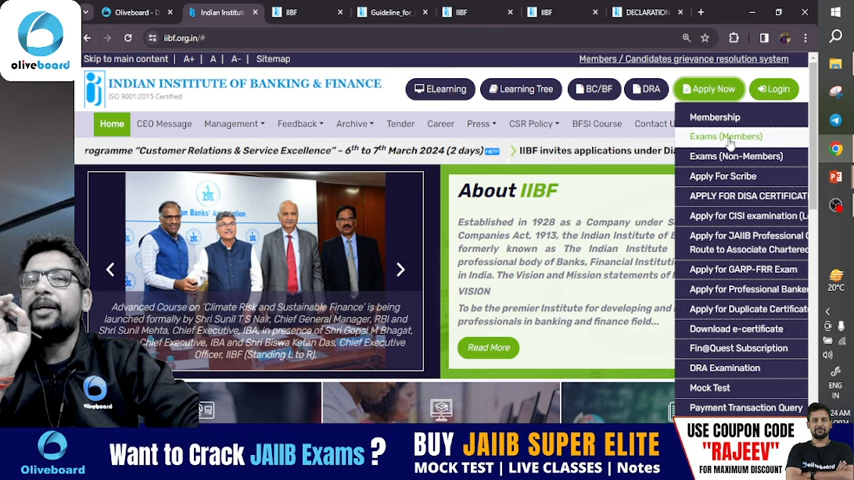 oliveboard
Oliveboard - D
Indian Institut
IIBF
Guideline_for_
IIBF
IIBF
DECLARATION
iibf.org.in/#
Skip to main content
A+
A
A-
Sitemap
Members / Candidates grievance resolution system
INDIAN INSTITUTE OF BANKING & FINANCE
ISO 9001:2015 Certified
ELearning
Learning Tree
BC/BF
DRA
Apply Now
Login
Home
CEO Message
Management
Feedback
Archive
Tender
Career
Press
CSR Policy
BFSI Course
Contact U
rogramme “Customer Relations & Service Excellence” – 6th to 7th March 2024 (2 days)
NEW
IIBF invites applications under Dia
Membership
Exams (Members)
Exams (Non-Members)
Apply For Scribe
APPLY FOR DISA CERTIFICAT
Apply for CISI examination (L
Apply for JAIIB Professional
Route to Associate Chartered
Apply for GARP-FRR Exam
Apply for Professional Banker
Apply for Duplicate Certificate
Download e-certificate
Fin@Quest Subscription
DRA Examination
Mock Test
Payment Transaction Query
Advanced Course on ‘Climate Risk and Sustainable Finance’ is being
launched formally by Shri Sunil T S Nair, Chief General Manager, RBI and
Shri Sunil Mehta, Chief Executive, IBA, in presence of Shri Gopal M Bhagat,
Chief Executive, IBA and Shri Biswa Ketan Das, Chief Executive
Officer, IIBF (Standing L to R).
About IIBF
Established in 1928 as a Company under S
Companies Act, 1913, the Indian Institute of
formerly known as The Indian Institute
professional body of Banks, Financial Instituti
in India. The Vision and Mission statements of
VISION
To be the premier Institute for developing and
professionals in banking and finance field...
Read More
20°C
ENG
IN
Oliveboard
Want to Crack JAIIB Exams ?
BUY JAIIB SUPER ELITE
MOCK TEST | LIVE CLASSES | Notes
USE COUPON CODE
"RAJEEV"
FOR MAXIMUM DISCOUNT